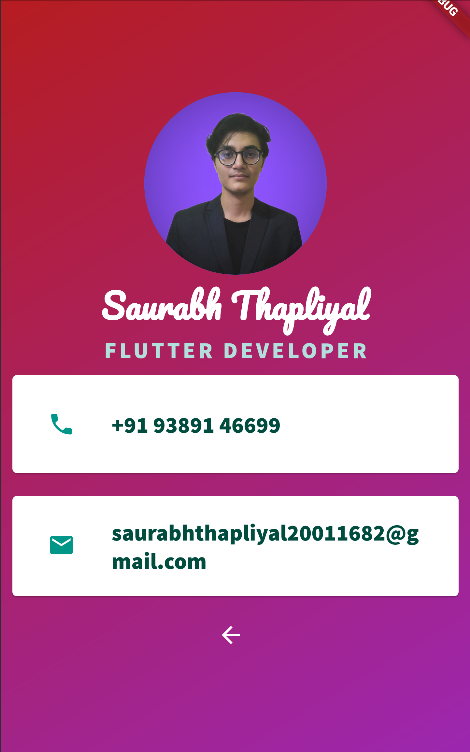 Saurabh Thapliyal
FLUTTER DEVELOPER
+91 93891 46699
saurabhthapliyal20011682@g
mail.com